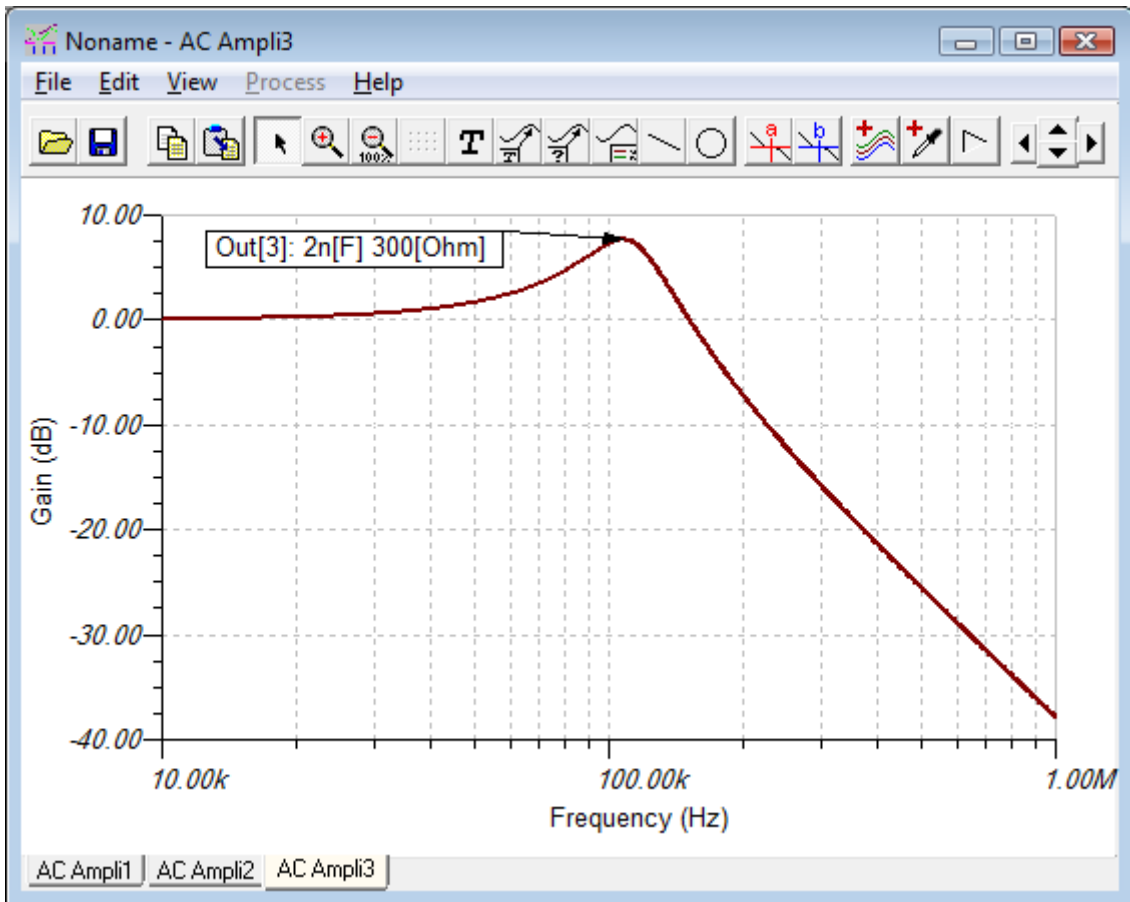 Noname - AC Ampli3
File Edit View Process Help
100% T T ? =x a b
10.00
Out[3]: 2n[F] 300[Ohm]
0.00
-10.00
-20.00
-30.00
-40.00
Gain (dB)
10.00k 100.00k 1.00M
Frequency (Hz)
AC Ampli1 AC Ampli2 AC Ampli3